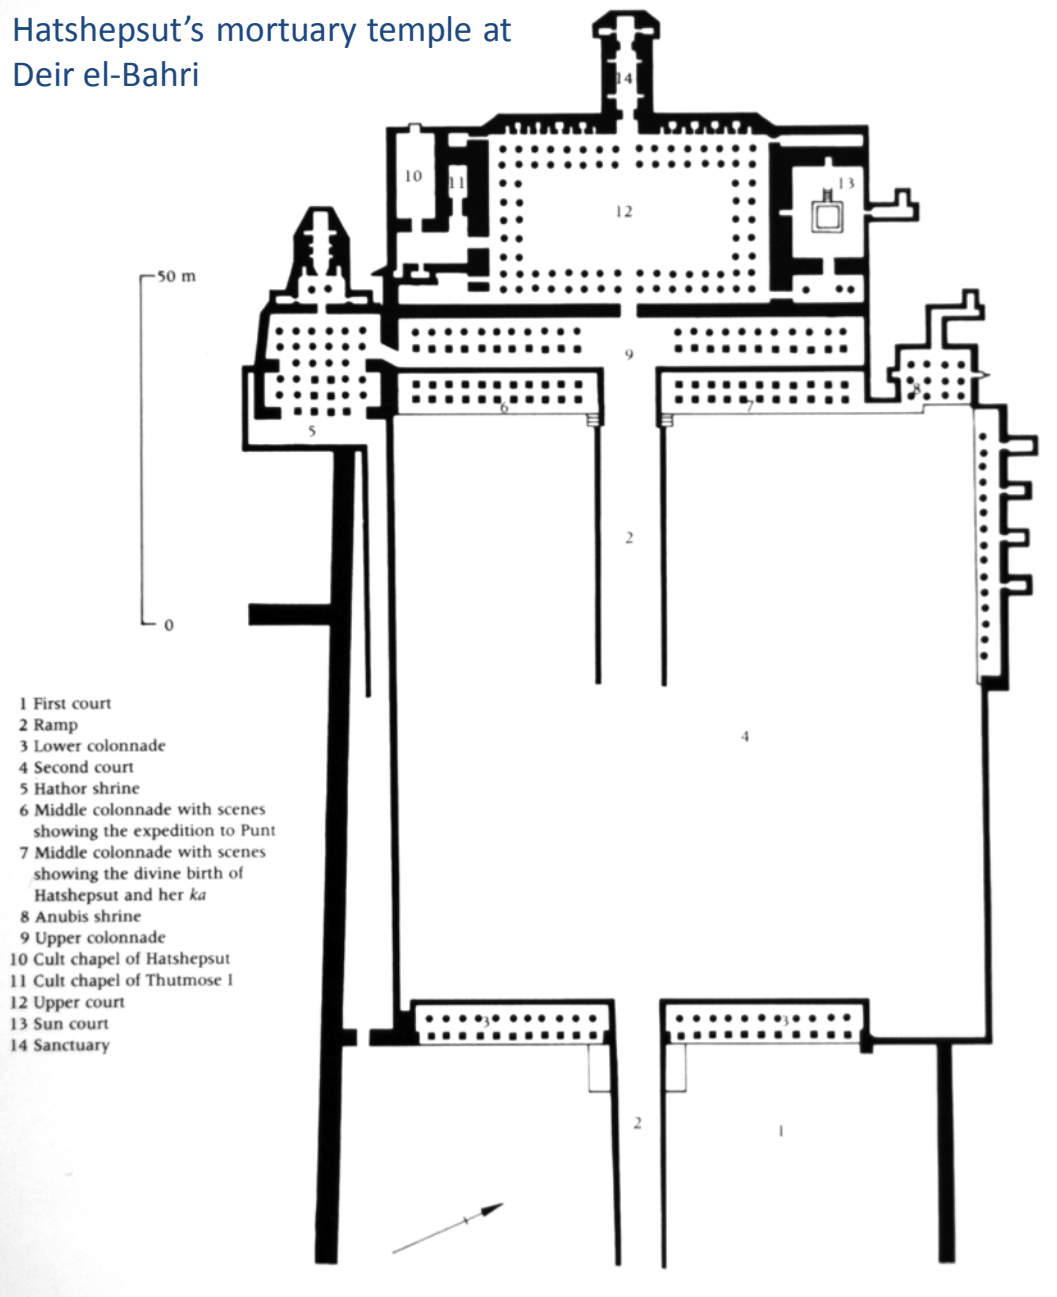 Hatshepsut’s mortuary temple at
Deir el-Bahri
14
10
11
12
13
50 m
9
8
6
7
5
2
0
4
3
3
2
1
1 First court
2 Ramp
3 Lower colonnade
4 Second court
5 Hathor shrine
6 Middle colonnade with scenes
showing the expedition to Punt
7 Middle colonnade with scenes
showing the divine birth of
Hatshepsut and her ka
8 Anubis shrine
9 Upper colonnade
10 Cult chapel of Hatshepsut
11 Cult chapel of Thutmose I
12 Upper court
13 Sun court
14 Sanctuary